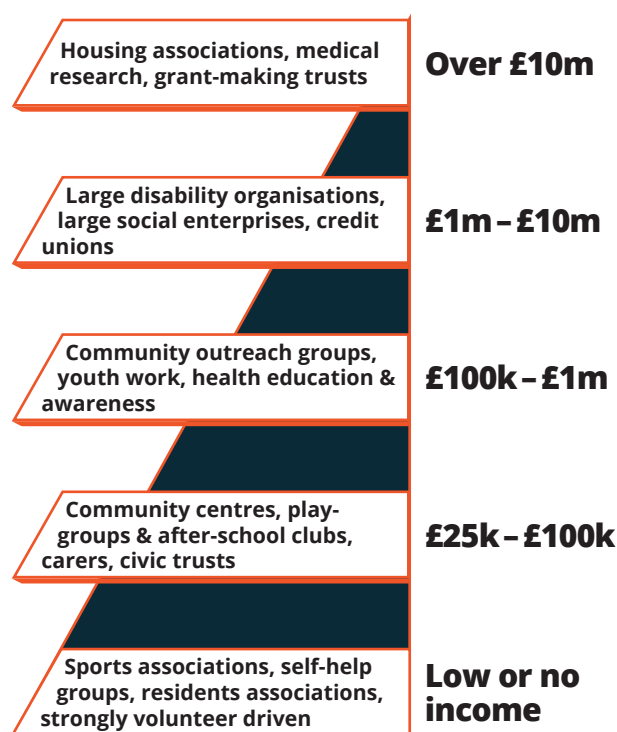 Housing associations, medical
research, grant-making trusts
Over £10m
Large disability organisations,
large social enterprises, credit
unions
£1m – £10m
Community outreach groups,
youth work, health education &
awareness
£100k – £1m
Community centres, play-
groups & after-school clubs,
carers, civic trusts
£25k – £100k
Sports associations, self-help
groups, residents associations,
strongly volunteer driven
Low or no
income